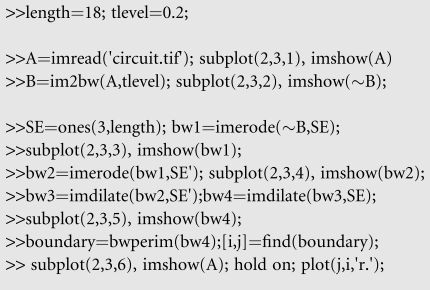 >>length=18; tlevel=0.2;
>>A=imread('circuit.tif'); subplot(2,3,1), imshow(A)
>>B=im2bw(A,tlevel); subplot(2,3,2), imshow(~B);
>>SE=ones(3,length); bw1=imerode(~B,SE);
>>subplot(2,3,3), imshow(bw1);
>>bw2=imerode(bw1,SE'); subplot(2,3,4), imshow(bw2);
>>bw3=imdilate(bw2,SE');bw4=imdilate(bw3,SE);
>>subplot(2,3,5), imshow(bw4);
>>boundary=bwperim(bw4);[i,j]=find(boundary);
>> subplot(2,3,6), imshow(A); hold on; plot(j,i,'r.');